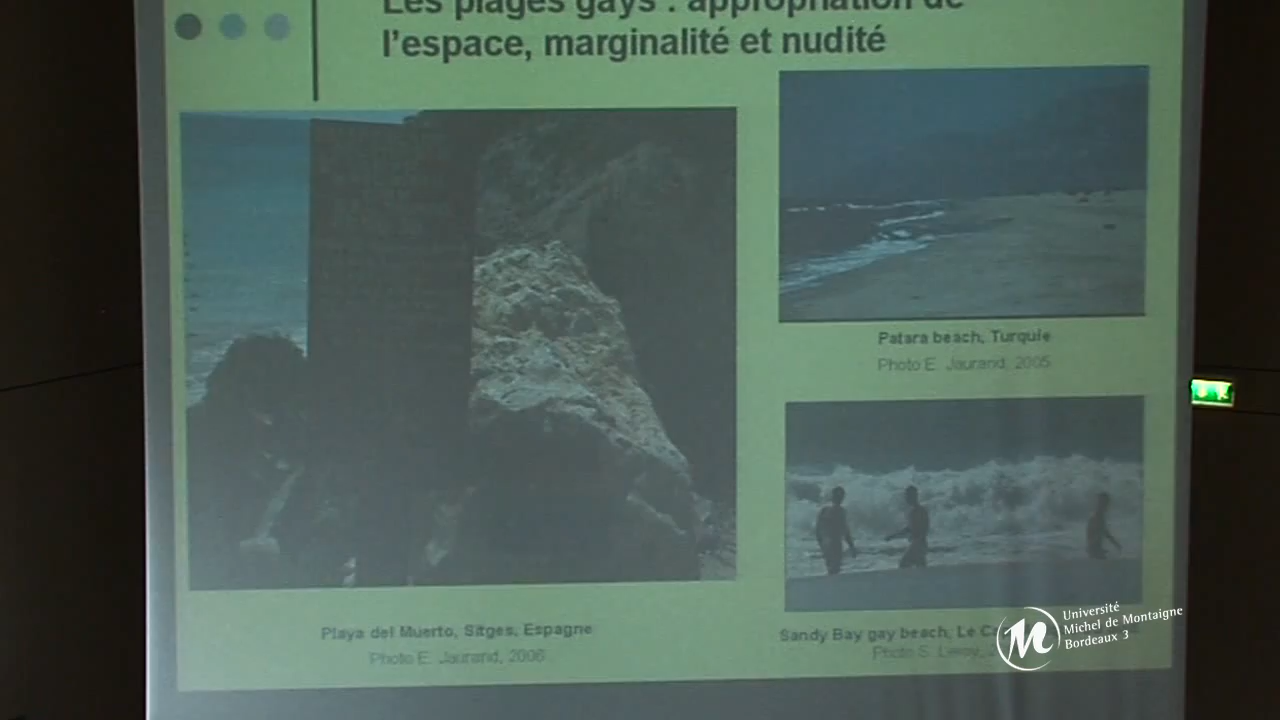 Les plages gays : appropriation de
l'espace, marginalité et nudité
Patara beach, Turquie
Photo E. Jaurand, 2005
Playa del Muerto, Sitges, Espagne
Photo E. Jaurand, 2006
Sandy Bay gay beach, Le
Photo S. Leroy,
Université
Michel de Montaigne
Bordeaux 3